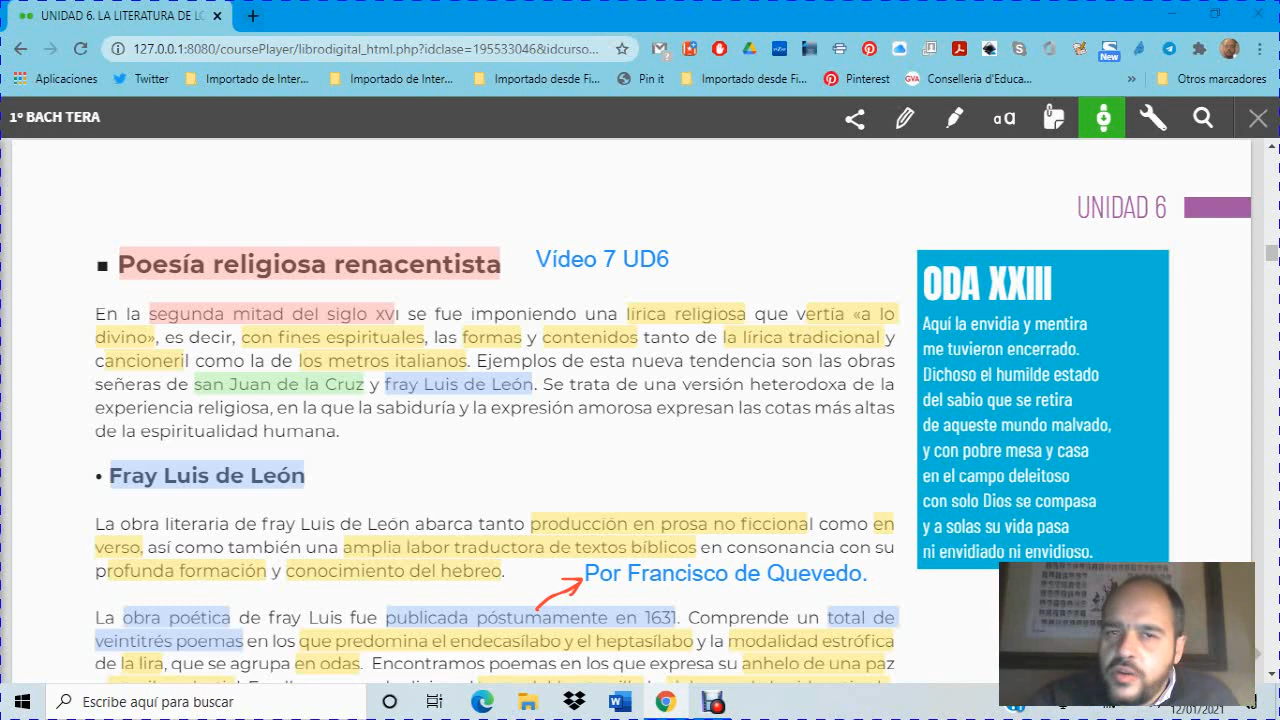 UNIDAD 6. LA LITERATURA DE LO
127.0.0.1:8080/coursePlayer/librodigital_html.php?idclase=195533046&idcurso...
New
Aplicaciones
Twitter
Importado de Inter...
Importado de Inter...
Importado desde Fi...
Pin it
Importado desde Fi...
Pinterest
GVA
Conselleria d'Educa...
»
Otros marcadores
1º BACH TERA
aa
UNIDAD 6
▪ Poesía religiosa renacentista
Vídeo 7 UD6
En la segunda mitad del siglo XVI se fue imponiendo una lírica religiosa que vertía «a lo
divino», es decir, con fines espirituales, las formas y contenidos tanto de la lírica tradicional y
cancioneril como la de los metros italianos. Ejemplos de esta nueva tendencia son las obras
señeras de san Juan de la Cruz y fray Luis de León. Se trata de una versión heterodoxa de la
experiencia religiosa, en la que la sabiduría y la expresión amorosa expresan las cotas más altas
de la espiritualidad humana.
• Fray Luis de León
La obra literaria de fray Luis de León abarca tanto producción en prosa no ficcional como en
verso, así como también una amplia labor traductora de textos bíblicos en consonancia con su
profunda formación y conocimiento del hebreo.
Por Francisco de Quevedo.
La obra poética de fray Luis fue publicada póstumamente en 1631. Comprende un total de
veintitrés poemas en los que predomina el endecasílabo y el heptasílabo y la modalidad estrófica
de la lira, que se agrupa en odas. Encontramos poemas en los que expresa su anhelo de una paz
ODA XXIII
Aquí la envidia y mentira
me tuvieron encerrado.
Dichoso el humilde estado
del sabio que se retira
de aqueste mundo malvado,
y con pobre mesa y casa
en el campo deleitoso
con solo Dios se compasa
y a solas su vida pasa
ni envidiado ni envidioso.
Escribe aquí para buscar
12/01/2021